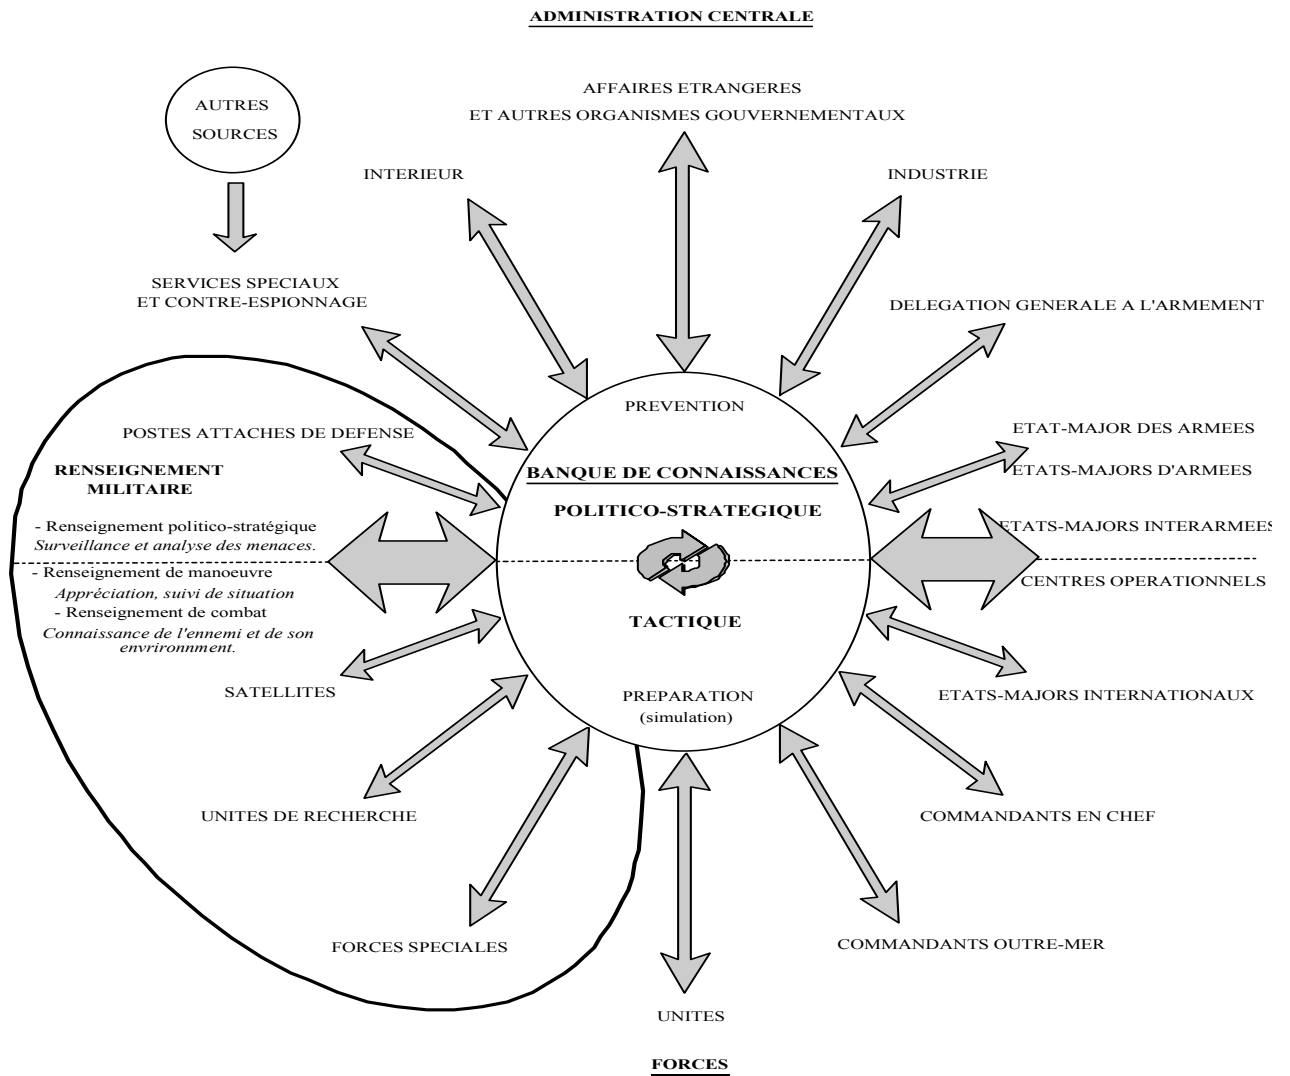 ADMINISTRATION CENTRALE
AFFAIRES ETRANGERES
ET AUTRES ORGANISMES GOUVERNEMENTAUX
AUTRES
SOURCES
INTERIEUR
INDUSTRIE
SERVICES SPECIAUX
ET CONTRE-ESPIONNAGE
DELEGATION GENERALE A L'ARMEMENT
PREVENTION
POSTES ATTACHES DE DEFENSE
ETAT-MAJOR DES ARMEES
RENSEIGNEMENT
MILITAIRE
BANQUE DE CONNAISSANCES
ETATS-MAJORS D'ARMEES
POLITICO-STRATEGIQUE
- Renseignement politico-stratégique
Surveillance et analyse des menaces.
ETATS-MAJORS INTERARMEES
- Renseignement de manoeuvre
Appréciation, suivi de situation
- Renseignement de combat
Connaissance de l'ennemi et de son
envrironnment.
CENTRES OPERATIONNELS
TACTIQUE
SATELLITES
PREPARATION
(simulation)
ETATS-MAJORS INTERNATIONAUX
UNITES DE RECHERCHE
COMMANDANTS EN CHEF
FORCES SPECIALES
COMMANDANTS OUTRE-MER
UNITES
FORCES